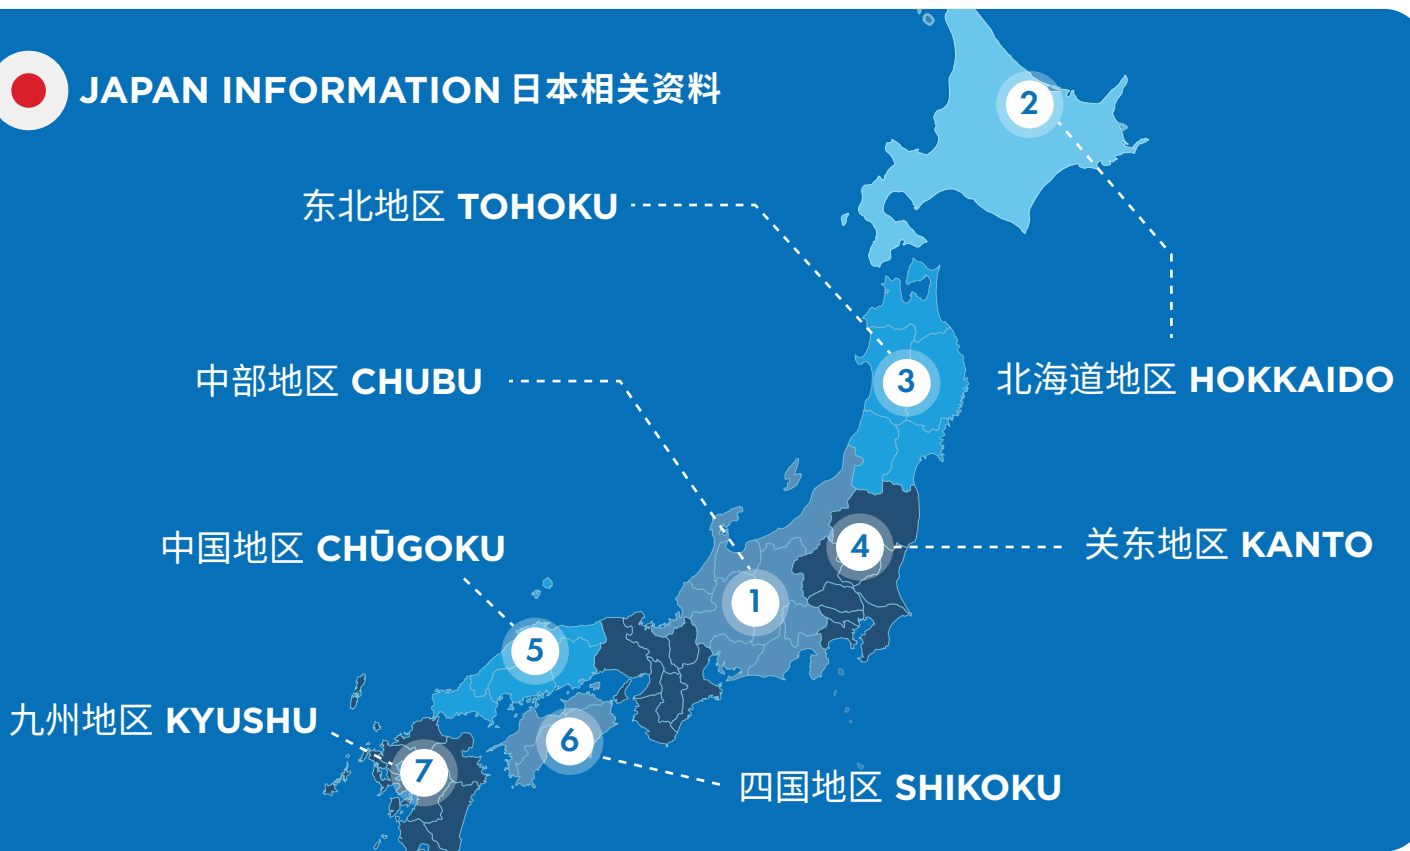 JAPAN INFORMATION 日本相关资料
2
东北地区 TOHOKU
中部地区 CHUBU
3
北海道地区 HOKKAIDO
中国地区 CHŪGOKU
4
关东地区 KANTO
1
5
九州地区 KYUSHU
6
7
四国地区 SHIKOKU